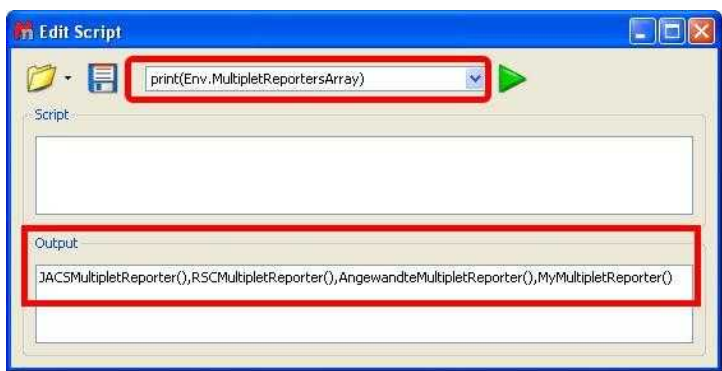 Edit Script
print(Env.MultipletReportersArray)
Script
Output
JACSMultipletReporter(),RSCMultipletReporter(),AngewandteMultipletReporter(),MyMultipletReporter()